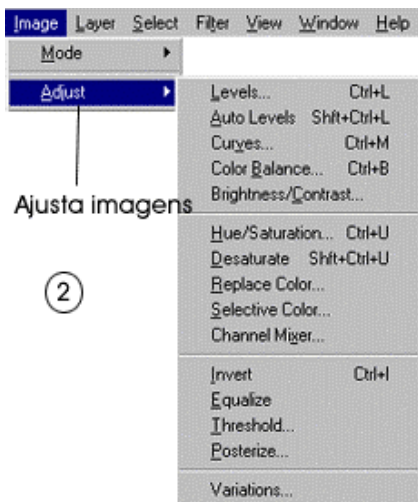 Image Layer Select Filter View Window Help
Mode
Adjust
Levels... Ctrl+L
Auto Levels Shft+Ctrl+L
Curves... Ctrl+M
Color Balance... Ctrl+B
Brightness/Contrast...
Hue/Saturation... Ctrl+U
Desaturate Shft+Ctrl+U
Replace Color...
Selective Color...
Channel Mixer...
Invert Ctrl+I
Equalize
Threshold...
Posterize...
Variations...
Ajusta imagens
2